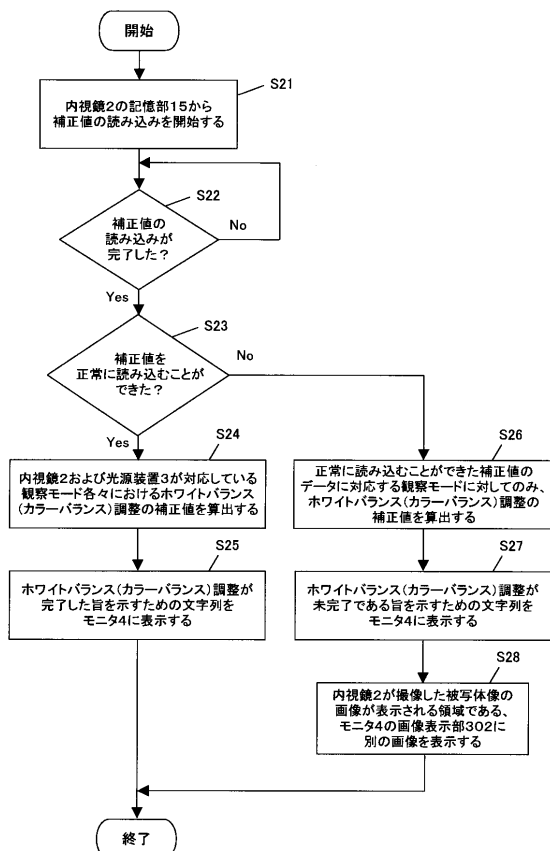 開始
S21
内視鏡2の記憶部15から
補正値の読み込みを開始する
S22
補正値の
読み込みが
完了した?
No
Yes
S23
補正値を
正常に読み込むことが
できた?
No
Yes
S24
内視鏡2および光源装置3が対応している
観察モード各々におけるホワイトバランス
(カラーバランス)調整の補正値を算出する
S26
正常に読み込むことができた補正値の
データに対応する観察モードに対してのみ、
ホワイトバランス(カラーバランス)調整の
補正値を算出する
S25
ホワイトバランス(カラーバランス)調整が
完了した旨を示すための文字列を
モニタ4に表示する
S27
ホワイトバランス(カラーバランス)調整が
未完了である旨を示すための文字列を
モニタ4に表示する
S28
内視鏡2が撮像した被写体像の
画像が表示される領域である、
モニタ4の画像表示部302に
別の画像を表示する
終了